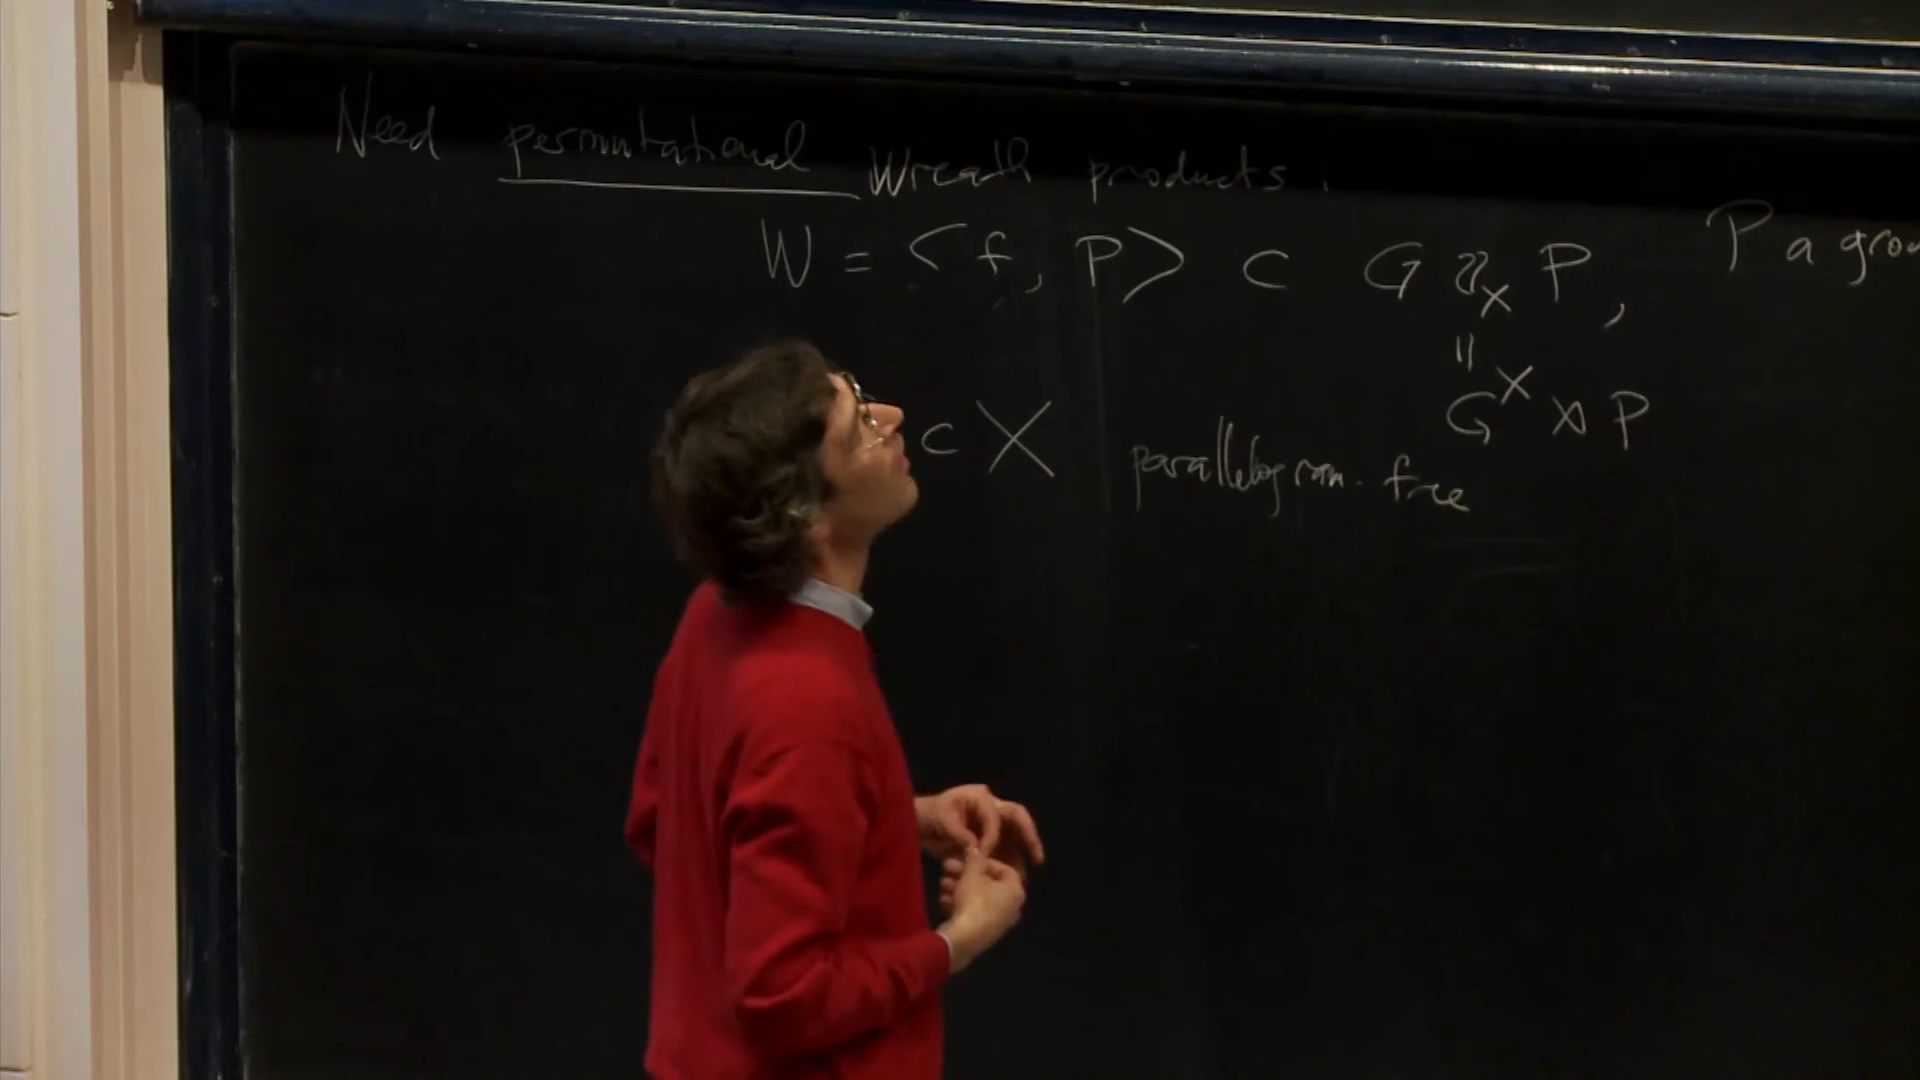 Need permutational Wreath products.
W = < f, P > ⊂ G ≀≀ₓ P , P a grou
||
⊂ X parallelogram-free Gˣ ⋊ P